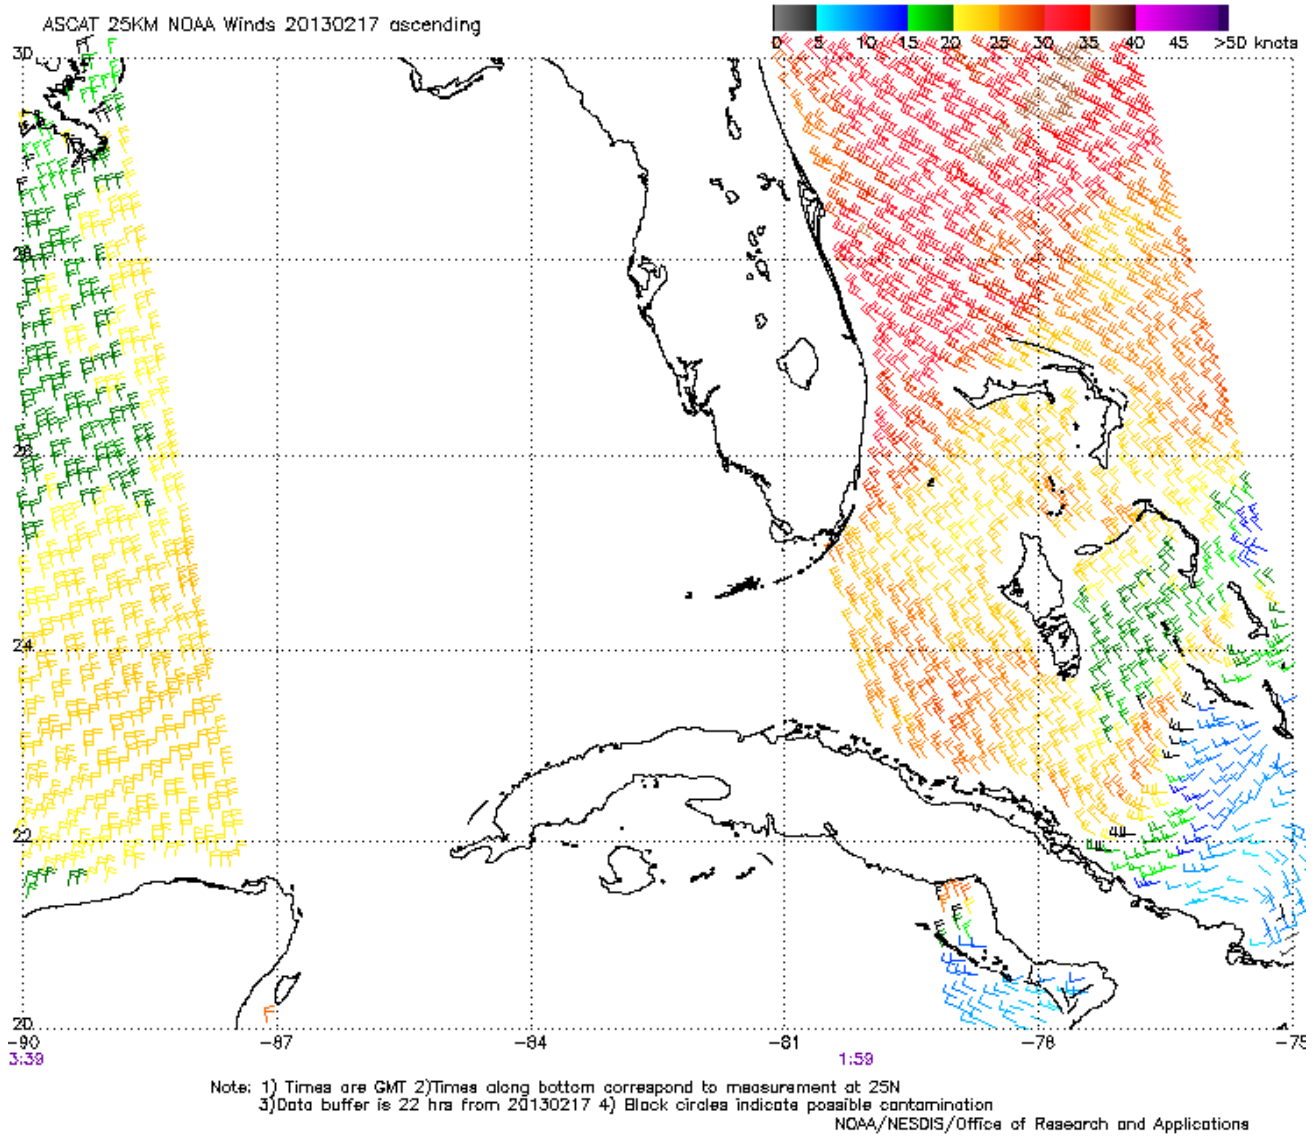 ASCAT 25KM NOAA Winds 20130217 ascending
0 5 10 15 20 25 30 35 40 45 >50 knots
30
28
26
24
22
20
-90 -87 -84 -81 -78 -75
3:39 1:59
Note: 1) Times are GMT 2)Times along bottom correspond to measurement at 25N
3)Data buffer is 22 hrs from 20130217 4) Black circles indicate possible contamination
NOAA/NESDIS/Office of Research and Applications